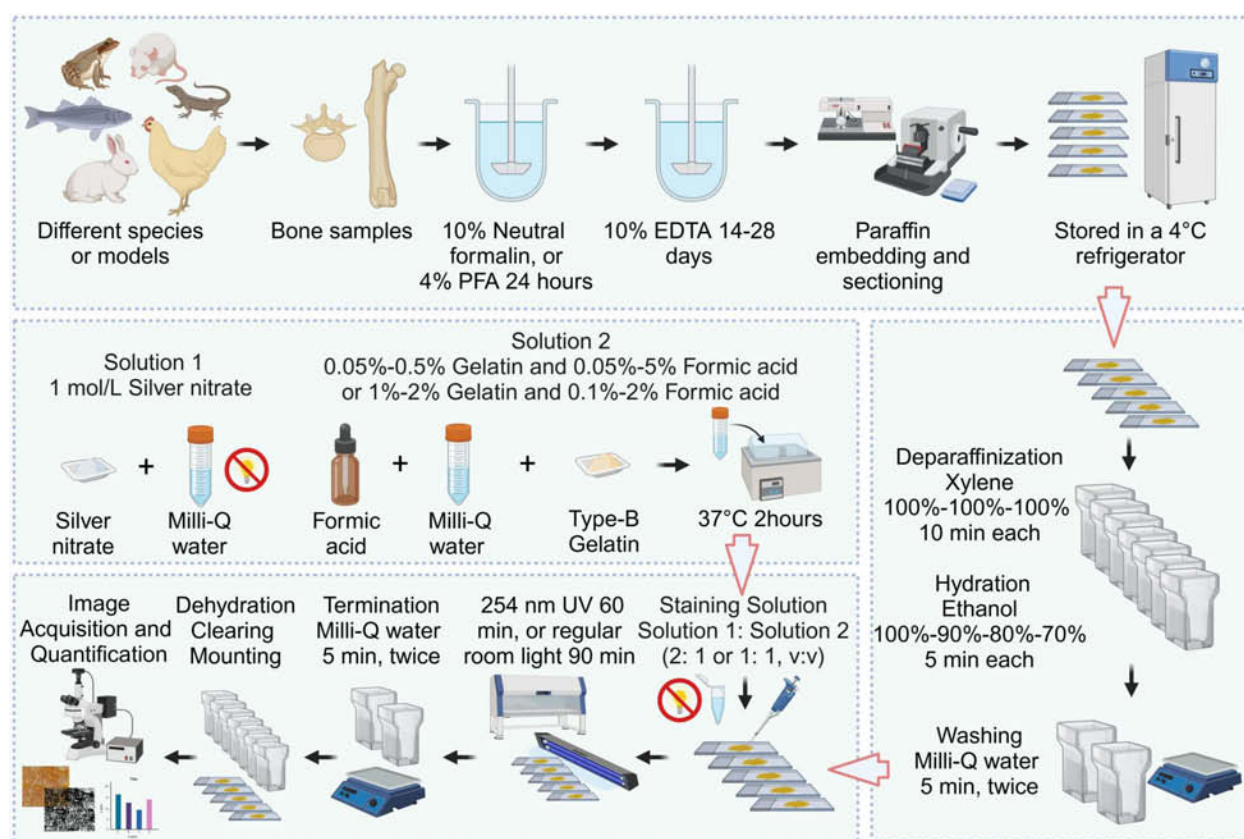 Different species
or models
Bone samples
10% Neutral
formalin, or
4% PFA 24 hours
10% EDTA 14-28
days
Paraffin
embedding and
sectioning
Stored in a 4°C
refrigerator
Solution 1
1 mol/L Silver nitrate
Solution 2
0.05%-0.5% Gelatin and 0.05%-5% Formic acid
or 1%-2% Gelatin and 0.1%-2% Formic acid
+
+
+
Silver
nitrate
Milli-Q
water
Formic
acid
Milli-Q
water
Type-B
Gelatin
37°C 2hours
Deparaffinization
Xylene
100%-100%-100%
10 min each
Hydration
Ethanol
100%-90%-80%-70%
5 min each
Washing
Milli-Q water
5 min, twice
Staining Solution
Solution 1: Solution 2
(2: 1 or 1: 1, v:v)
254 nm UV 60
min, or regular
room light 90 min
Termination
Milli-Q water
5 min, twice
Dehydration
Clearing
Mounting
Image
Acquisition and
Quantification